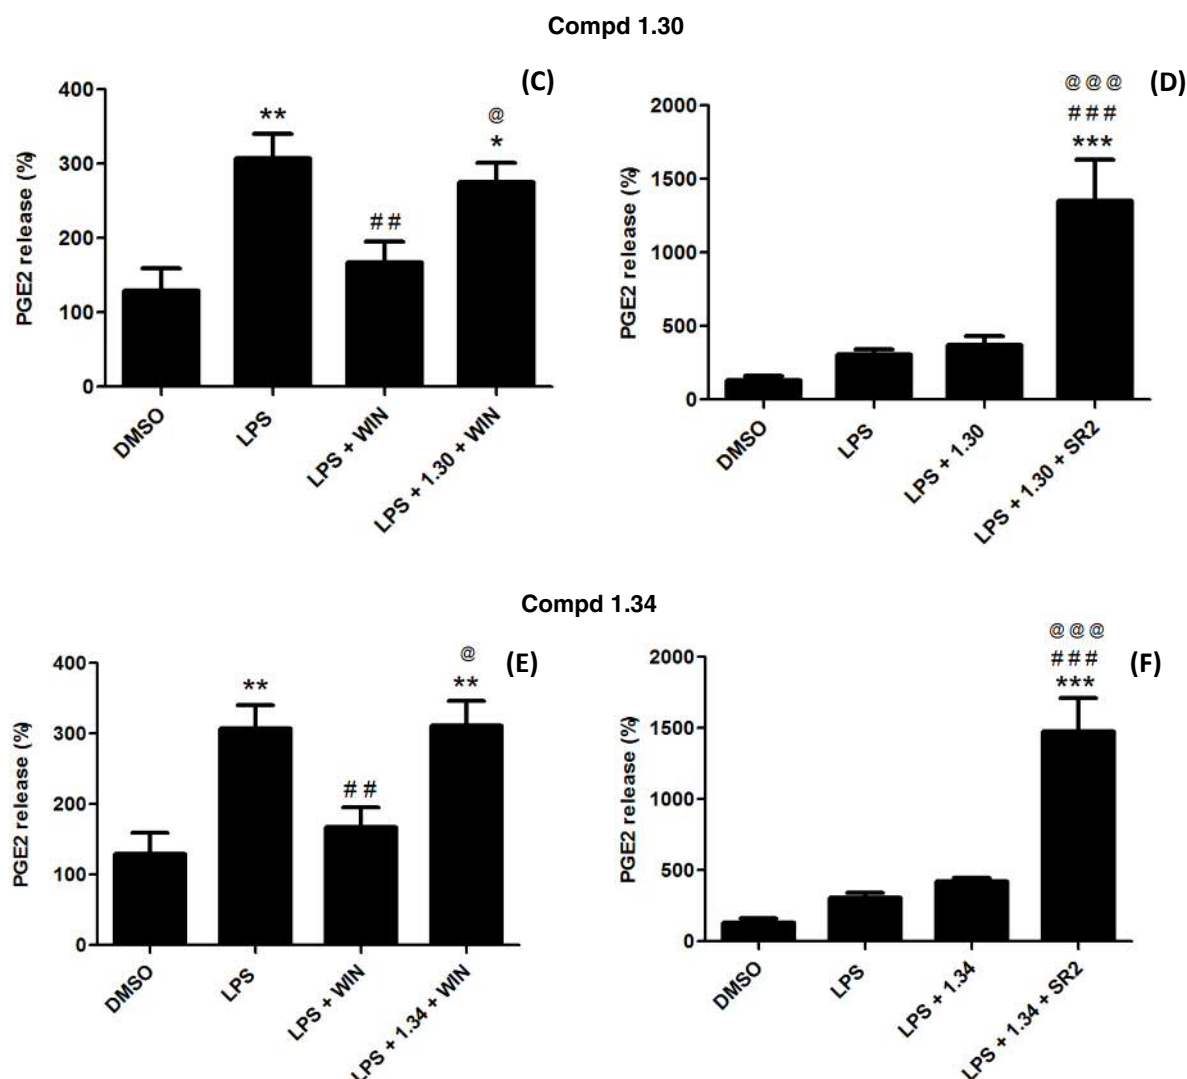 Compd 1.30
(C)
PGE2 release (%)
400
300
200
100
0
**
##
@
*
DMSO
LPS
LPS + WIN
LPS + 1.30 + WIN
(D)
PGE2 release (%)
2000
1500
1000
500
0
@@@
###
***
DMSO
LPS
LPS + 1.30
LPS + 1.30 + SR2
Compd 1.34
(E)
PGE2 release (%)
400
300
200
100
0
**
##
@
**
DMSO
LPS
LPS + WIN
LPS + 1.34 + WIN
(F)
PGE2 release (%)
2000
1500
1000
500
0
@@@
###
***
DMSO
LPS
LPS + 1.34
LPS + 1.34 + SR2